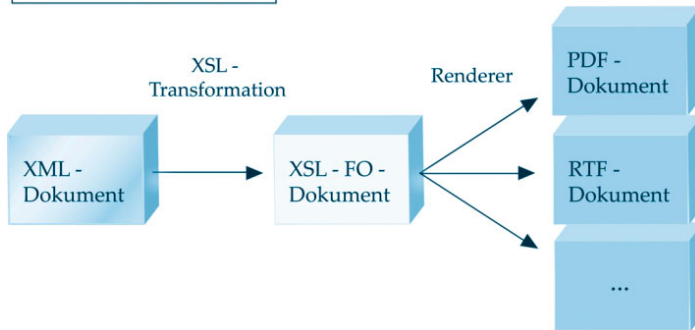 XSL -
Transformation
Renderer
PDF -
Dokument
XML -
Dokument
XSL - FO -
Dokument
RTF -
Dokument
...